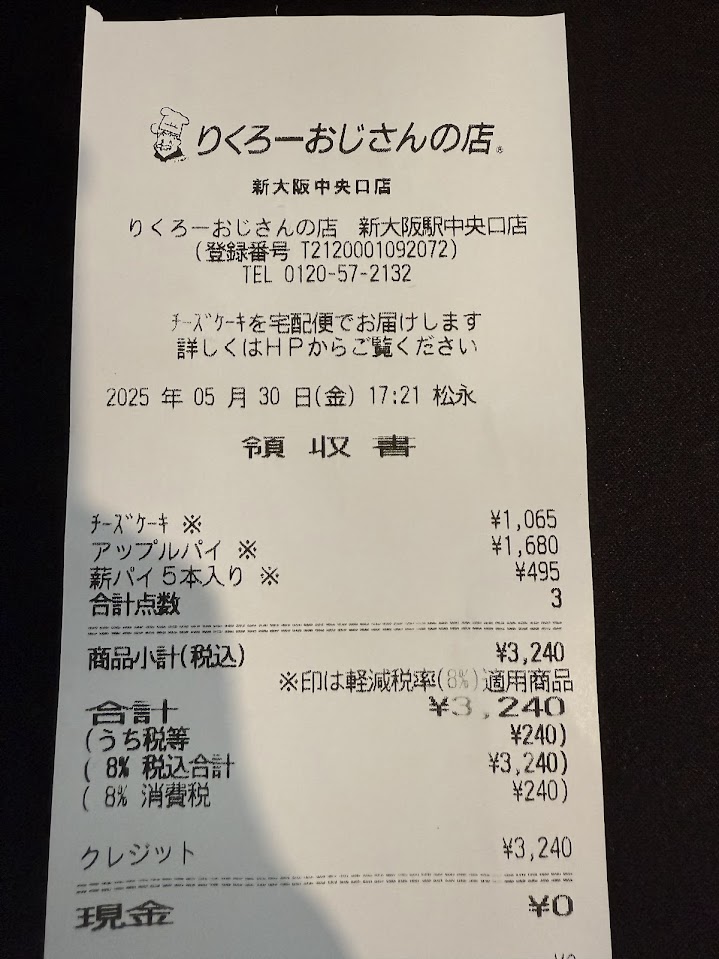 りくろーおじさんの店®
新大阪中央口店
りくろーおじさんの店 新大阪駅中央口店
(登録番号 T2120001092072)
TEL 0120-57-2132
ﾁｰｽﾞｹｰｷを宅配便でお届けします
詳しくはＨＰからご覧ください
2025 年 05 月 30 日(金) 17:21 松永
領 収 書
ﾁｰｽﾞｹｰｷ ※ ¥1,065
アップルパイ ※ ¥1,680
薪パイ５本入り ※ ¥495
合計点数 3
商品小計(税込) ¥3,240
※印は軽減税率(8%)適用商品
合計 ¥3,240
(うち税等 ¥240)
( 8% 税込合計 ¥3,240)
( 8% 消費税 ¥240)
クレジット ¥3,240
現金 ¥0